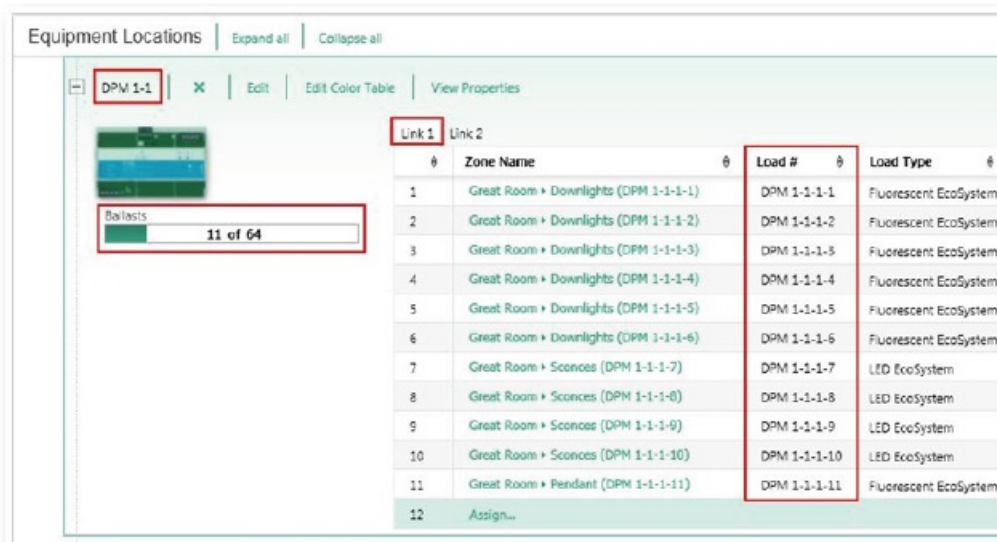 Equipment Locations Expand all Collapse all
DPM 1-1 × Edit Edit Color Table View Properties
Link 1 Link 2
Zone Name Load # Load Type
1 Great Room ▸ Downlights (DPM 1-1-1-1) DPM 1-1-1-1 Fluorescent EcoSystem
2 Great Room ▸ Downlights (DPM 1-1-1-2) DPM 1-1-1-2 Fluorescent EcoSystem
3 Great Room ▸ Downlights (DPM 1-1-1-3) DPM 1-1-1-3 Fluorescent EcoSystem
4 Great Room ▸ Downlights (DPM 1-1-1-4) DPM 1-1-1-4 Fluorescent EcoSystem
5 Great Room ▸ Downlights (DPM 1-1-1-5) DPM 1-1-1-5 Fluorescent EcoSystem
6 Great Room ▸ Downlights (DPM 1-1-1-6) DPM 1-1-1-6 Fluorescent EcoSystem
7 Great Room ▸ Sconces (DPM 1-1-1-7) DPM 1-1-1-7 LED EcoSystem
8 Great Room ▸ Sconces (DPM 1-1-1-8) DPM 1-1-1-8 LED EcoSystem
9 Great Room ▸ Sconces (DPM 1-1-1-9) DPM 1-1-1-9 LED EcoSystem
10 Great Room ▸ Sconces (DPM 1-1-1-10) DPM 1-1-1-10 LED EcoSystem
11 Great Room ▸ Pendant (DPM 1-1-1-11) DPM 1-1-1-11 Fluorescent EcoSystem
12 Assign...
Ballasts
11 of 64